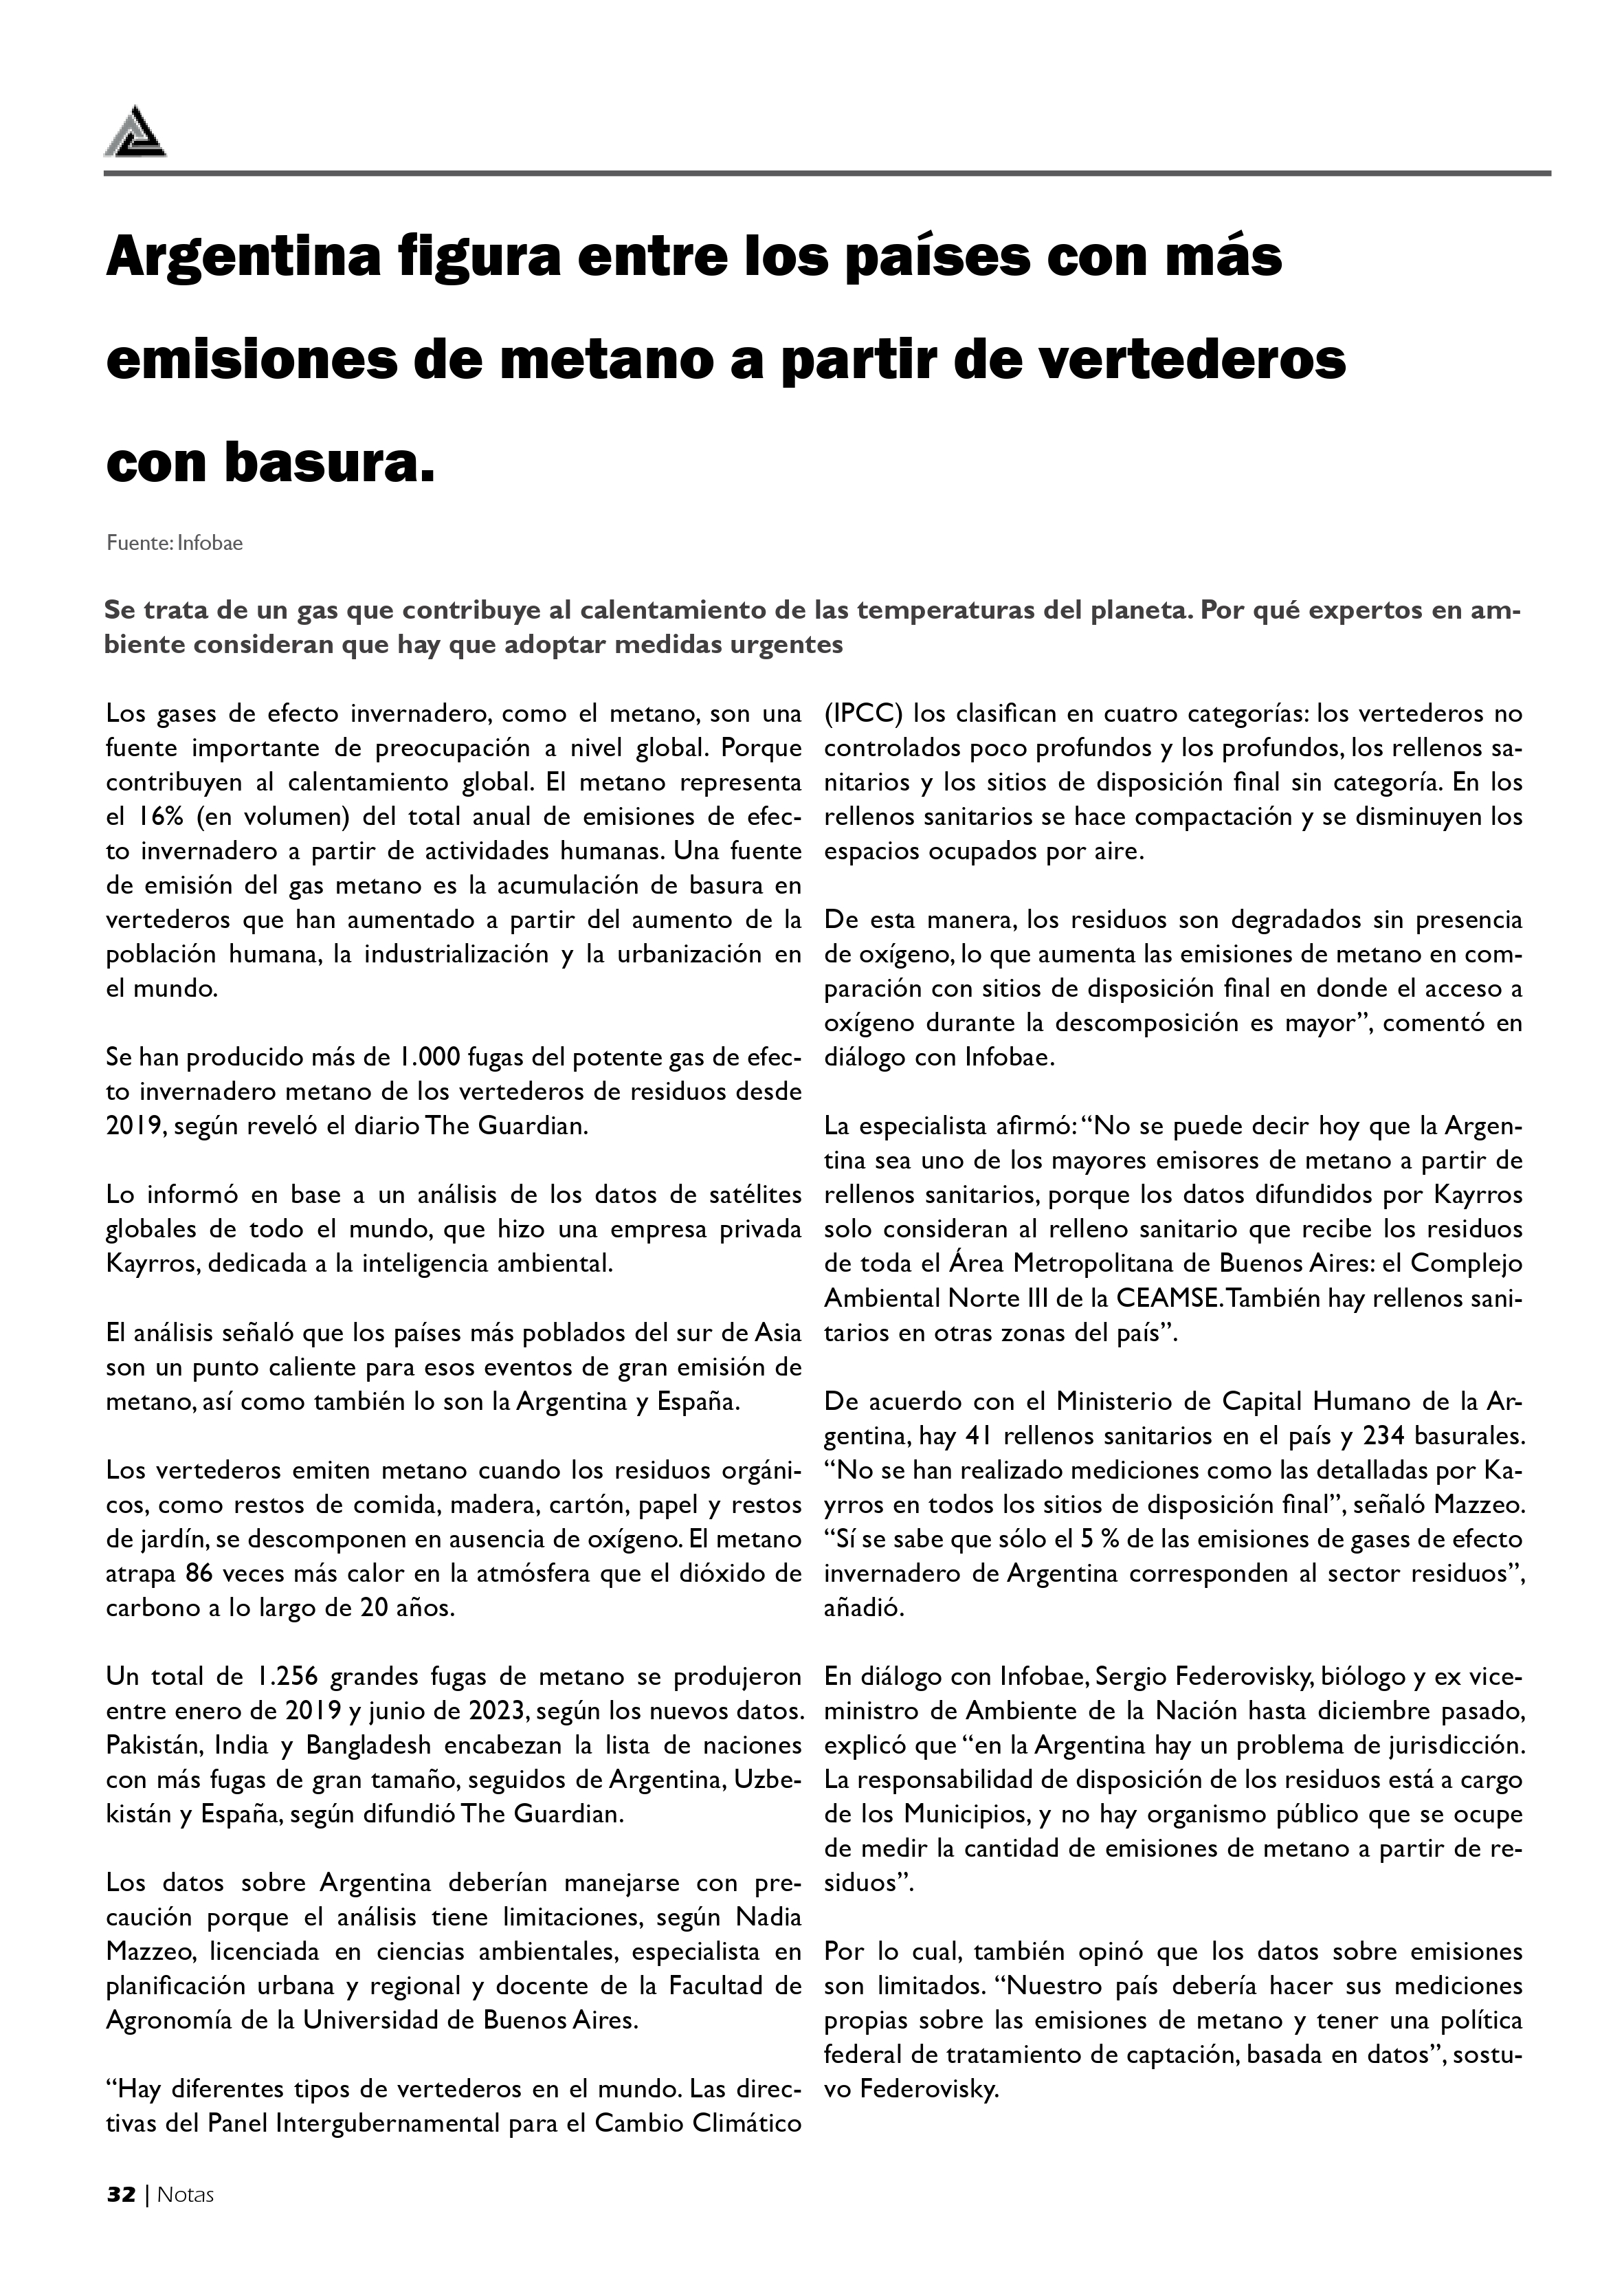 Argentina figura entre los países con más
emisiones de metano a partir de vertederos
con basura.
Fuente: Infobae
Se trata de un gas que contribuye al calentamiento de las temperaturas del planeta. Por qué expertos en am-
biente consideran que hay que adoptar medidas urgentes
Los gases de efecto invernadero, como el metano, son una
fuente importante de preocupación a nivel global. Porque
contribuyen al calentamiento global. El metano representa
el 16% (en volumen) del total anual de emisiones de efec-
to invernadero a partir de actividades humanas. Una fuente
de emisión del gas metano es la acumulación de basura en
vertederos que han aumentado a partir del aumento de la
población humana, la industrialización y la urbanización en
el mundo.
Se han producido más de 1.000 fugas del potente gas de efec-
to invernadero metano de los vertederos de residuos desde
2019, según reveló el diario The Guardian.
Lo informó en base a un análisis de los datos de satélites
globales de todo el mundo, que hizo una empresa privada
Kayrros, dedicada a la inteligencia ambiental.
El análisis señaló que los países más poblados del sur de Asia
son un punto caliente para esos eventos de gran emisión de
metano, así como también lo son la Argentina y España.
Los vertederos emiten metano cuando los residuos orgáni-
cos, como restos de comida, madera, cartón, papel y restos
de jardín, se descomponen en ausencia de oxígeno. El metano
atrapa 86 veces más calor en la atmósfera que el dióxido de
carbono a lo largo de 20 años.
Un total de 1.256 grandes fugas de metano se produjeron
entre enero de 2019 y junio de 2023, según los nuevos datos.
Pakistán, India y Bangladesh encabezan la lista de naciones
con más fugas de gran tamaño, seguidos de Argentina, Uzbe-
kistán y España, según difundió The Guardian.
Los datos sobre Argentina deberían manejarse con pre-
caución porque el análisis tiene limitaciones, según Nadia
Mazzeo, licenciada en ciencias ambientales, especialista en
planificación urbana y regional y docente de la Facultad de
Agronomía de la Universidad de Buenos Aires.
“Hay diferentes tipos de vertederos en el mundo. Las direc-
tivas del Panel Intergubernamental para el Cambio Climático
(IPCC) los clasifican en cuatro categorías: los vertederos no
controlados poco profundos y los profundos, los rellenos sa-
nitarios y los sitios de disposición final sin categoría. En los
rellenos sanitarios se hace compactación y se disminuyen los
espacios ocupados por aire.
De esta manera, los residuos son degradados sin presencia
de oxígeno, lo que aumenta las emisiones de metano en com-
paración con sitios de disposición final en donde el acceso a
oxígeno durante la descomposición es mayor”, comentó en
diálogo con Infobae.
La especialista afirmó: “No se puede decir hoy que la Argen-
tina sea uno de los mayores emisores de metano a partir de
rellenos sanitarios, porque los datos difundidos por Kayrros
solo consideran al relleno sanitario que recibe los residuos
de toda el Área Metropolitana de Buenos Aires: el Complejo
Ambiental Norte III de la CEAMSE. También hay rellenos sani-
tarios en otras zonas del país”.
De acuerdo con el Ministerio de Capital Humano de la Ar-
gentina, hay 41 rellenos sanitarios en el país y 234 basurales.
“No se han realizado mediciones como las detalladas por Ka-
yrros en todos los sitios de disposición final”, señaló Mazzeo.
“Sí se sabe que sólo el 5 % de las emisiones de gases de efecto
invernadero de Argentina corresponden al sector residuos”,
añadió.
En diálogo con Infobae, Sergio Federovisky, biólogo y ex vice-
ministro de Ambiente de la Nación hasta diciembre pasado,
explicó que “en la Argentina hay un problema de jurisdicción.
La responsabilidad de disposición de los residuos está a cargo
de los Municipios, y no hay organismo público que se ocupe
de medir la cantidad de emisiones de metano a partir de re-
siduos”.
Por lo cual, también opinó que los datos sobre emisiones
son limitados. “Nuestro país debería hacer sus mediciones
propias sobre las emisiones de metano y tener una política
federal de tratamiento de captación, basada en datos”, sostu-
vo Federovisky.
32 | Notas